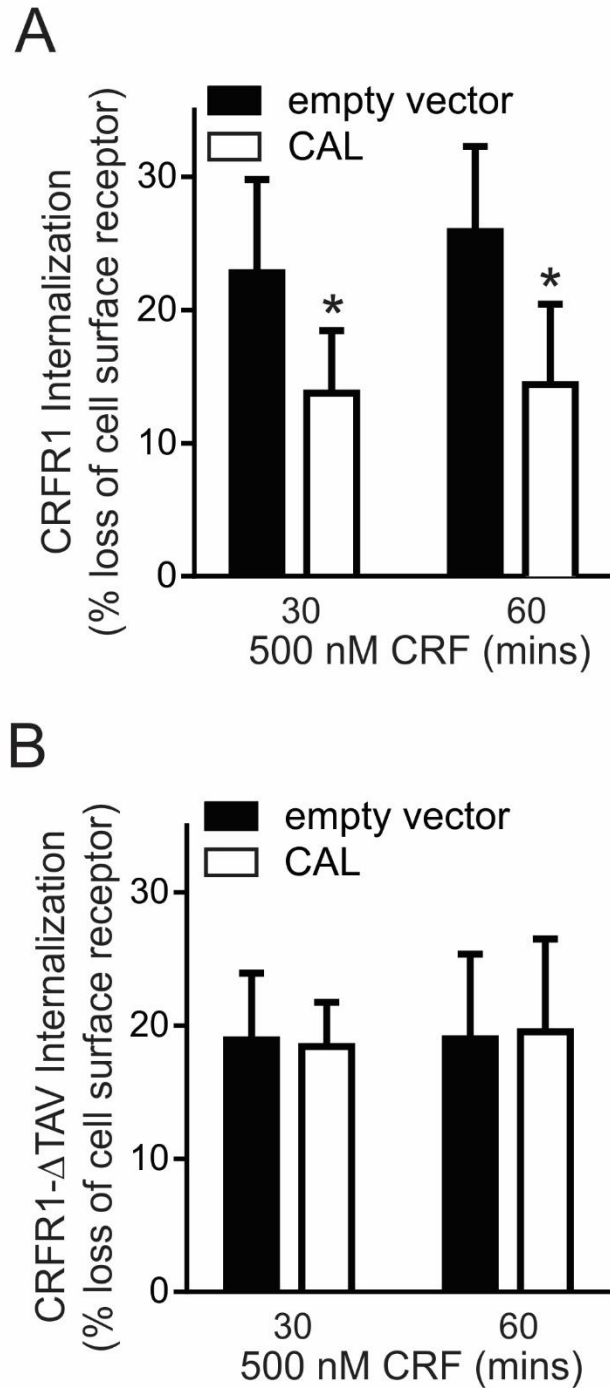 A
empty vector
CAL
CRFR1 Internalization
(% loss of cell surface receptor)
30
20
10
0
*
*
30
60
500 nM CRF (mins)
B
empty vector
CAL
CRFR1-ΔTAV Internalization
(% loss of cell surface receptor)
30
20
10
0
30
60
500 nM CRF (mins)